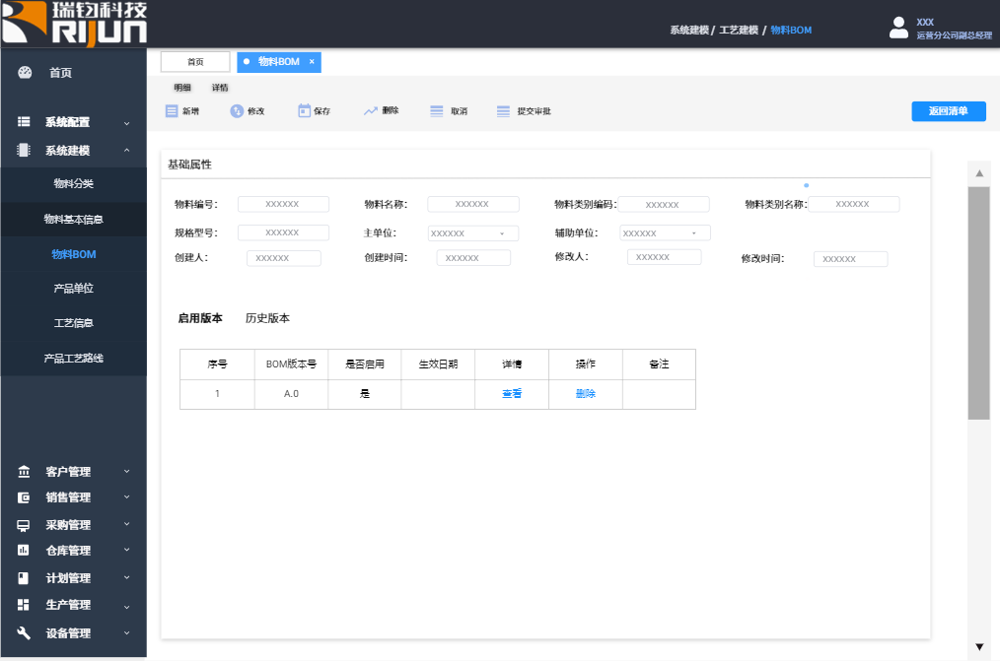 瑞钧科技
RIJUN
系统建模 / 工艺建模 / 物料BOM
XXX
运营分公司副总经理
首页
首页
物料BOM ×
明细 详情
新增 修改 保存 删除 取消 提交审批
返回清单
系统配置
系统建模
物料分类
物料基本信息
物料BOM
产品单位
工艺信息
产品工艺路线
客户管理
销售管理
采购管理
仓库管理
计划管理
生产管理
设备管理
基础属性
物料编号: XXXXXX 物料名称: XXXXXX 物料类别编码: XXXXXX 物料类别名称: XXXXXX
规格型号: XXXXXX 主单位: XXXXXX 辅助单位: XXXXXX
创建人: XXXXXX 创建时间: XXXXXX 修改人: XXXXXX 修改时间: XXXXXX
启用版本 历史版本
序号 BOM版本号 是否启用 生效日期 详情 操作 备注
1 A.0 是 查看 删除